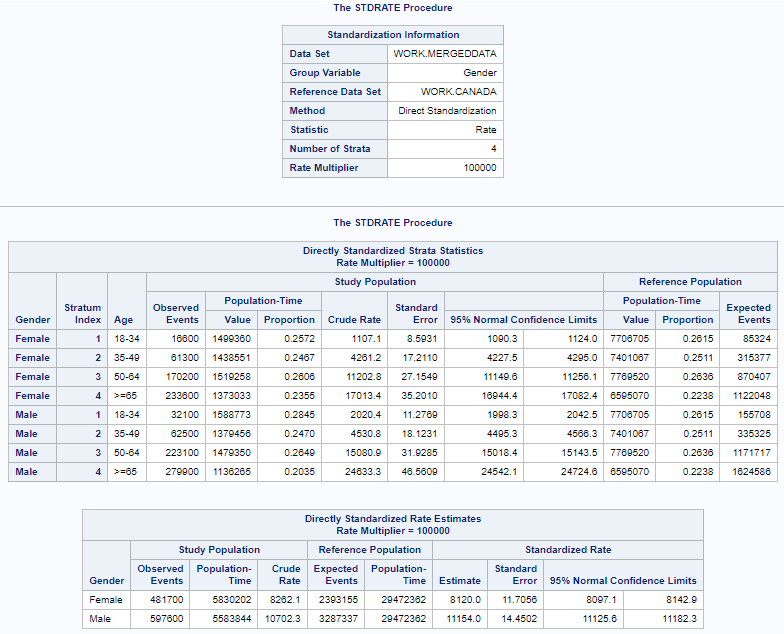 The STDRATE Procedure
Standardization Information
Data Set WORK.MERGEDDATA
Group Variable Gender
Reference Data Set WORK.CANADA
Method Direct Standardization
Statistic Rate
Number of Strata 4
Rate Multiplier 100000
The STDRATE Procedure
Directly Standardized Strata Statistics
Rate Multiplier = 100000
Study Population Reference Population
Population-Time Population-Time
Gender Stratum Index Age Observed Events Value Proportion Crude Rate Standard Error 95% Normal Confidence Limits Value Proportion Expected Events
Female 1 18-34 16600 1499360 0.2572 1107.1 8.5931 1090.3 1124.0 7706705 0.2615 85324
Female 2 35-49 61300 1438551 0.2467 4261.2 17.2110 4227.5 4295.0 7401067 0.2511 315377
Female 3 50-64 170200 1519258 0.2606 11202.8 27.1549 11149.6 11256.1 7769520 0.2636 870407
Female 4 >=65 233600 1373033 0.2355 17013.4 35.2010 16944.4 17082.4 6595070 0.2238 1122048
Male 1 18-34 32100 1588773 0.2845 2020.4 11.2769 1998.3 2042.5 7706705 0.2615 155708
Male 2 35-49 62500 1379456 0.2470 4530.8 18.1231 4495.3 4566.3 7401067 0.2511 335325
Male 3 50-64 223100 1479350 0.2649 15080.9 31.9285 15018.4 15143.5 7769520 0.2636 1171717
Male 4 >=65 279900 1136265 0.2035 24633.3 46.5609 24542.1 24724.6 6595070 0.2238 1624586
Directly Standardized Rate Estimates
Rate Multiplier = 100000
Study Population Reference Population Standardized Rate
Gender Observed Events Population-Time Crude Rate Expected Events Population-Time Estimate Standard Error 95% Normal Confidence Limits
Female 481700 5830202 8262.1 2393155 29472362 8120.0 11.7056 8097.1 8142.9
Male 597600 5583844 10702.3 3287337 29472362 11154.0 14.4502 11125.6 11182.3